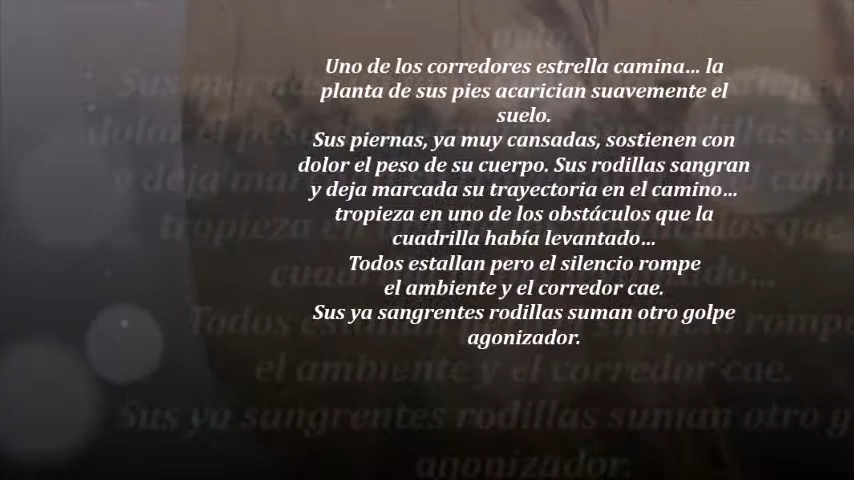 Uno de los corredores estrella camina... la
planta de sus pies acarician suavemente el
suelo.
Sus piernas, ya muy cansadas, sostienen con
dolor el peso de su cuerpo. Sus rodillas sangran
y deja marcada su trayectoria en el camino...
tropieza en uno de los obstáculos que la
cuadrilla había levantado...
Todos estallan pero el silencio rompe
el ambiente y el corredor cae.
Sus ya sangrentes rodillas suman otro golpe
agonizador.